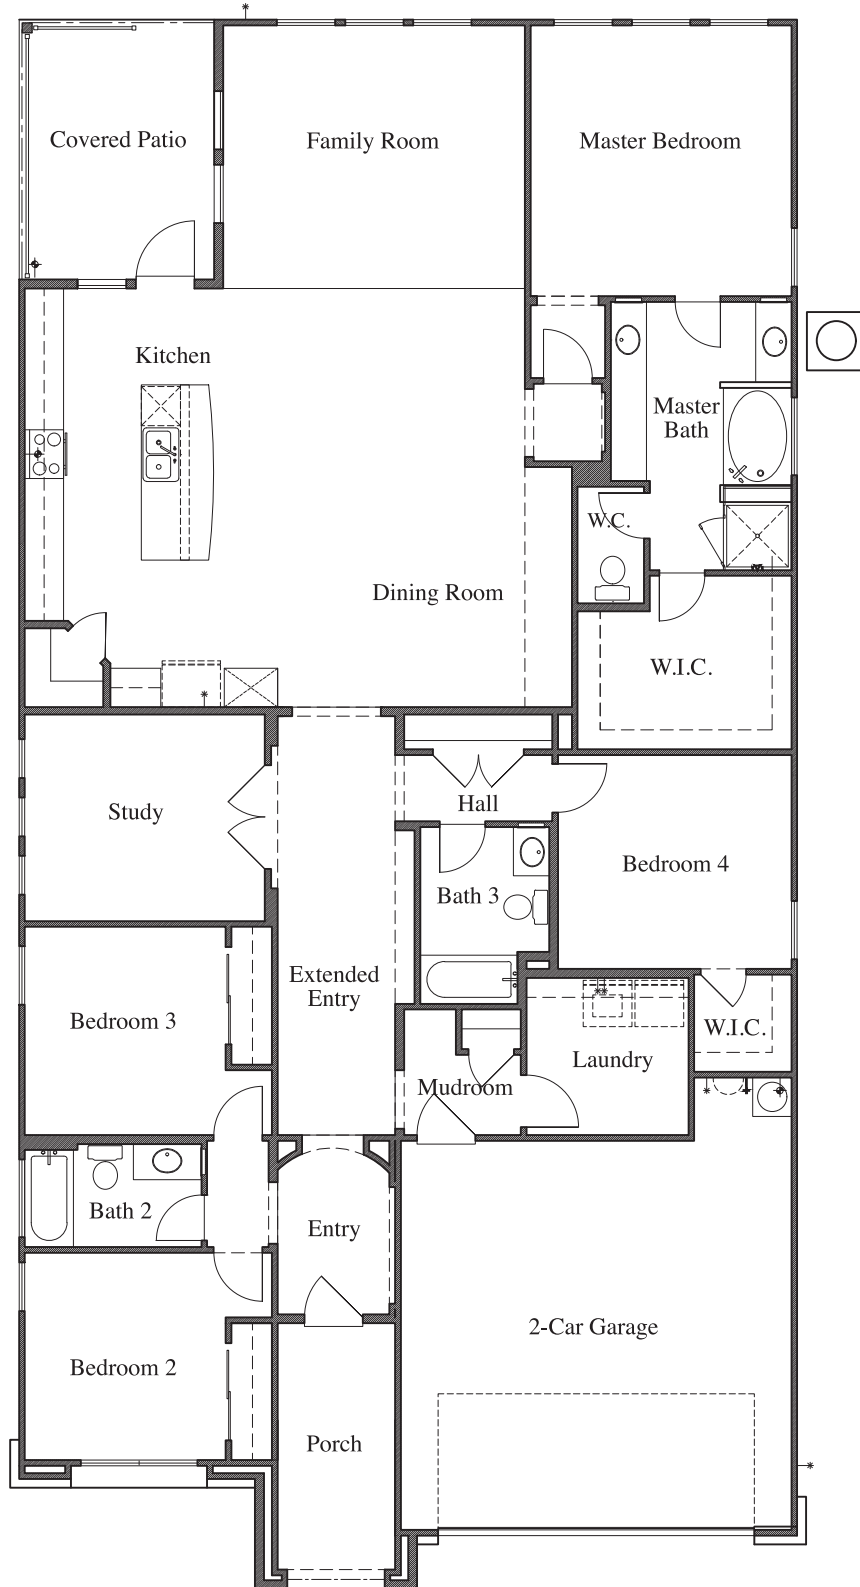 Covered Patio
Family Room
Master Bedroom
Kitchen
Master
Bath
W.C.
Dining Room
W.I.C.
Study
Hall
Bedroom 4
Bath 3
Extended
Entry
Bedroom 3
W.I.C.
Laundry
Mudroom
Bath 2
Entry
2-Car Garage
Bedroom 2
Porch